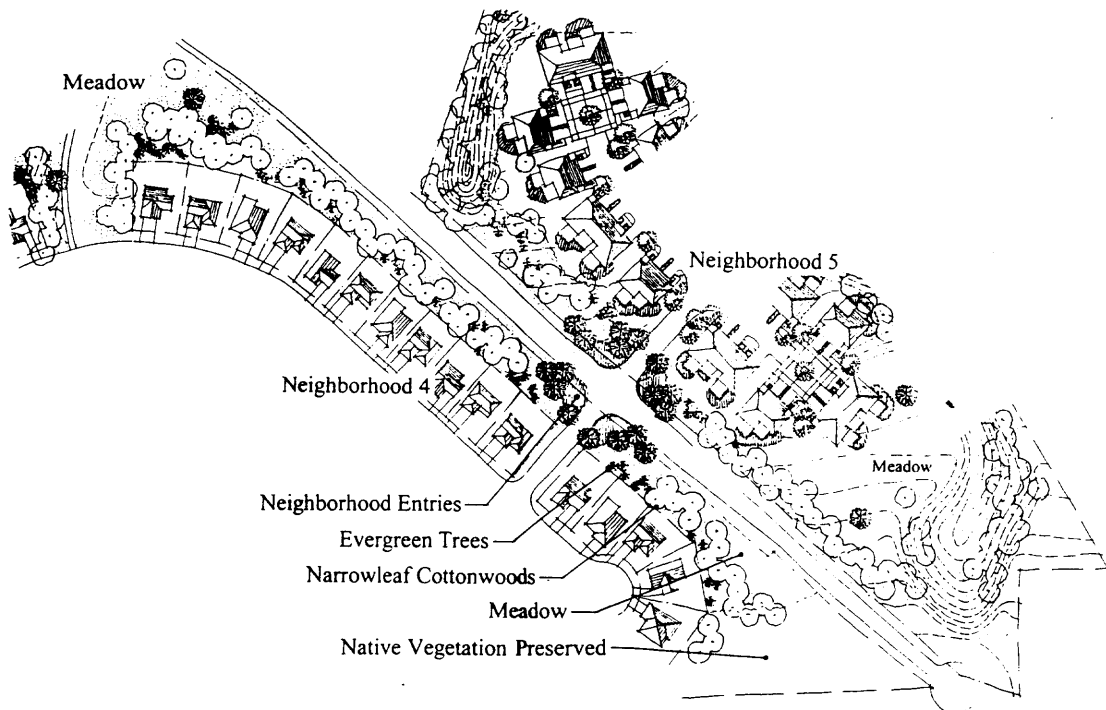 Meadow
Neighborhood 5
Neighborhood 4
Meadow
Neighborhood Entries
Evergreen Trees
Narrowleaf Cottonwoods
Meadow
Native Vegetation Preserved